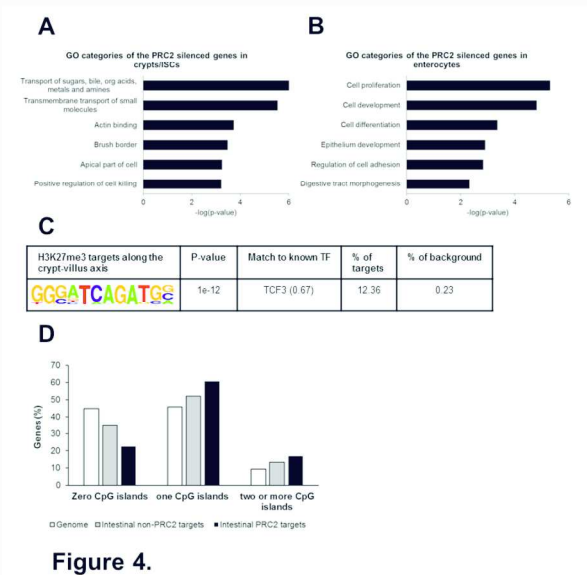 A
GO categories of the PRC2 silenced genes in
crypts/ISCs
Transport of sugars, bile, org acids,
metals and amines
Transmembrane transport of small
molecules
Actin binding
Brush border
Apical part of cell
Positive regulation of cell killing
0 2 4 6
-log(p-value)
B
GO categories of the PRC2 silenced genes in
enterocytes
Cell proliferation
Cell development
Cell differentiation
Epithelium development
Regulation of cell adhesion
Digestive tract morphogenesis
0 2 4 6
-log(p-value)
C
H3K27me3 targets along the
crypt-villus axis
P-value
Match to known TF
% of
targets
% of background
GGGATCAGATGC
1e-12
TCF3 (0.67)
12.36
0.23
D
Genes (%)
70
60
50
40
30
20
10
0
Zero CpG islands
one CpG islands
two or more CpG
islands
Genome
Intestinal non-PRC2 targets
Intestinal PRC2 targets
Figure 4.